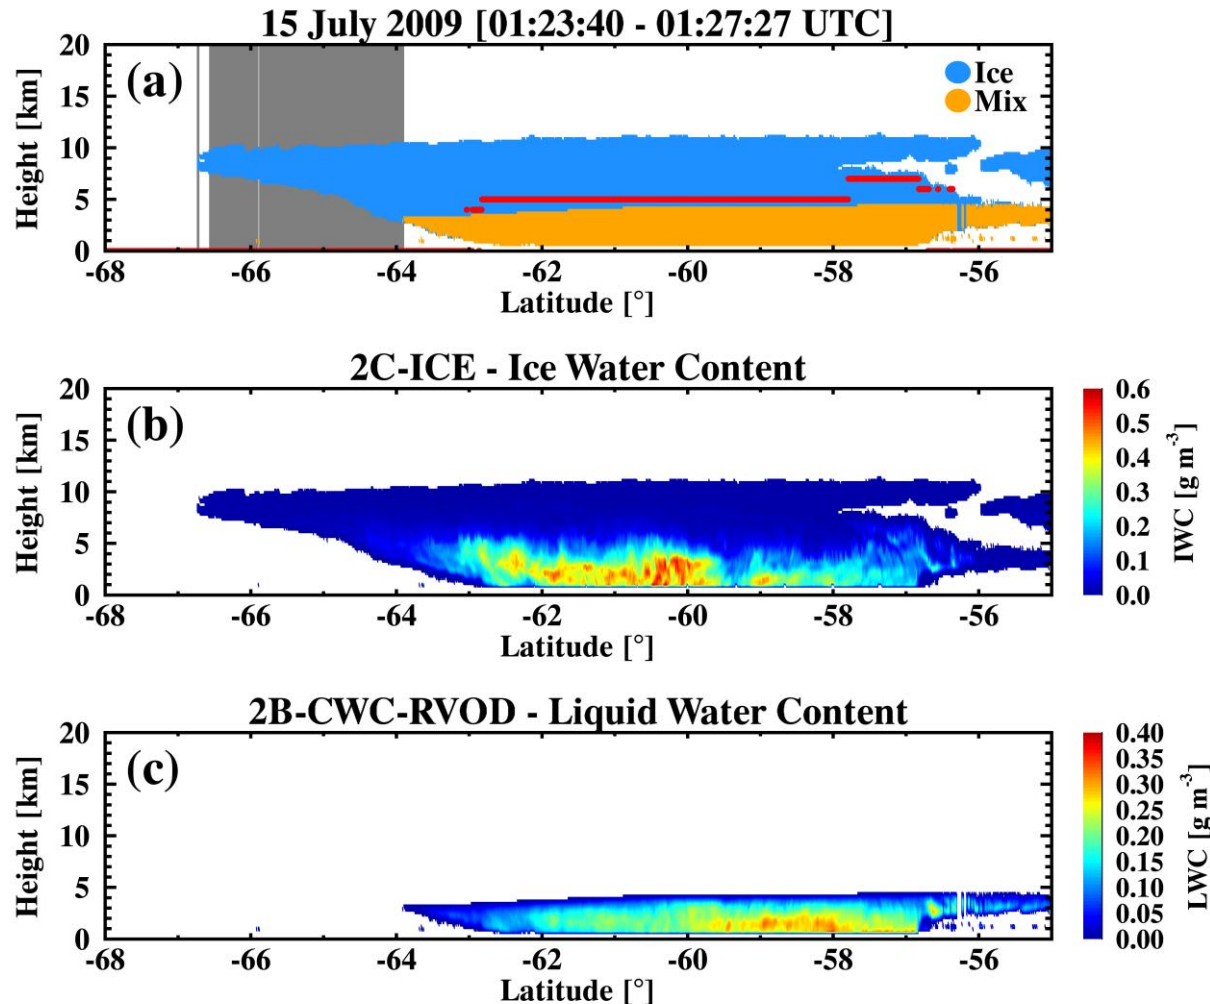 15 July 2009 [01:23:40 - 01:27:27 UTC]
(a)
Ice
Mix
Height [km]
20
15
10
5
0
-68 -66 -64 -62 -60 -58 -56
Latitude [°]
2C-ICE - Ice Water Content
(b)
Height [km]
20
15
10
5
0
-68 -66 -64 -62 -60 -58 -56
Latitude [°]
0.6
0.5
0.4
0.3
0.2
0.1
0.0
IWC [g m-3]
2B-CWC-RVOD - Liquid Water Content
(c)
Height [km]
20
15
10
5
0
-68 -66 -64 -62 -60 -58 -56
Latitude [°]
0.40
0.35
0.30
0.25
0.20
0.15
0.10
0.05
0.00
LWC [g m-3]